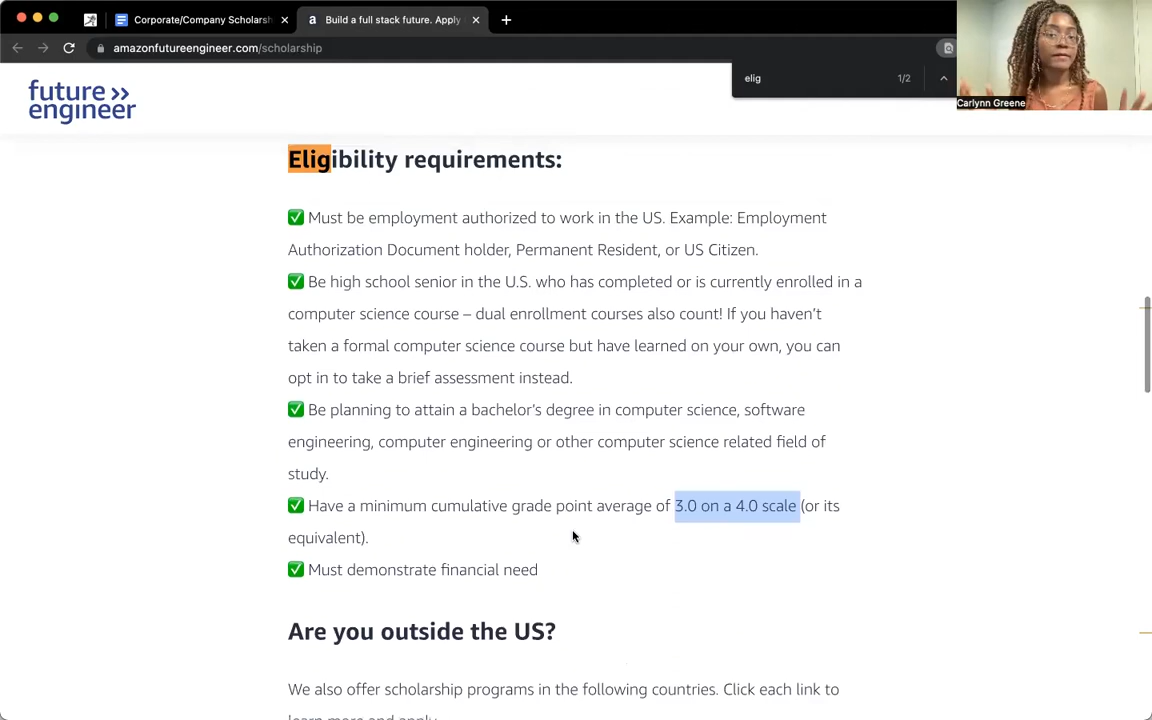 Corporate/Company Scholarsh
Build a full stack future. Apply
amazonfutureengineer.com/scholarship
elig
1/2
Carlynn Greene
future >>
engineer
Eligibility requirements:
✅ Must be employment authorized to work in the US. Example: Employment
Authorization Document holder, Permanent Resident, or US Citizen.
✅ Be high school senior in the U.S. who has completed or is currently enrolled in a
computer science course – dual enrollment courses also count! If you haven’t
taken a formal computer science course but have learned on your own, you can
opt in to take a brief assessment instead.
✅ Be planning to attain a bachelor’s degree in computer science, software
engineering, computer engineering or other computer science related field of
study.
✅ Have a minimum cumulative grade point average of 3.0 on a 4.0 scale (or its
equivalent).
✅ Must demonstrate financial need
Are you outside the US?
We also offer scholarship programs in the following countries. Click each link to
learn more and apply.